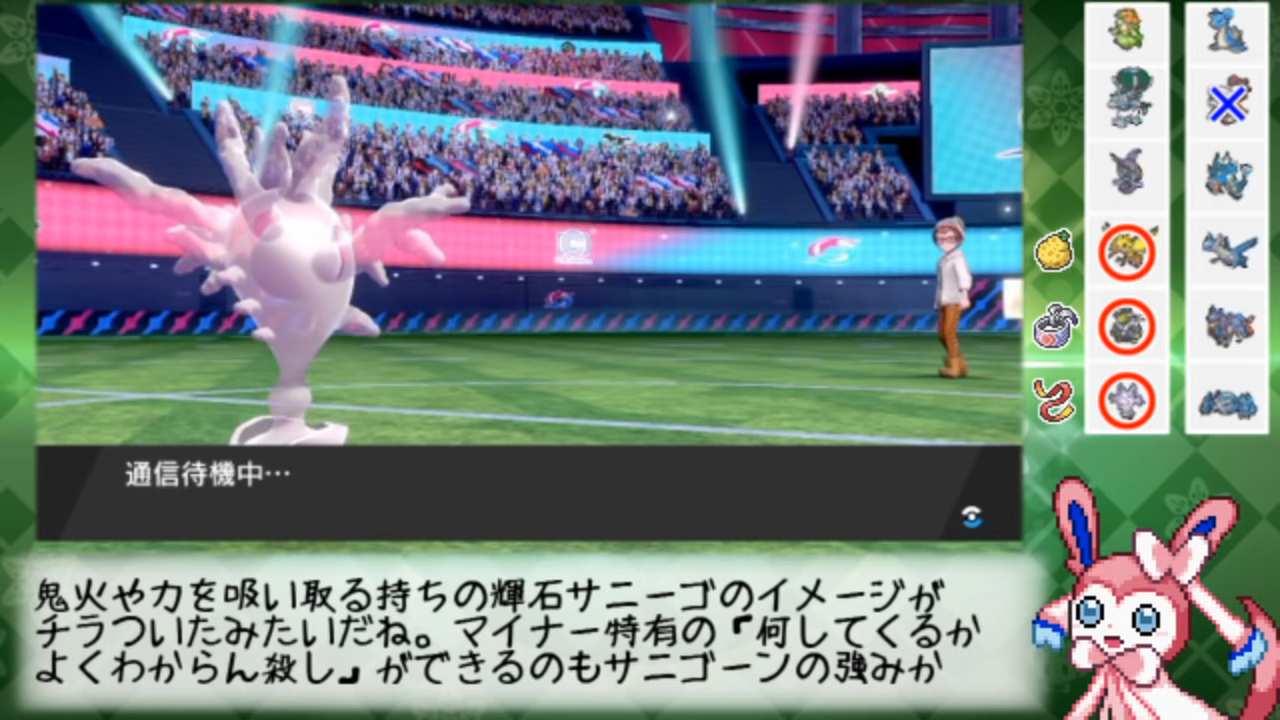 通信待機中…
鬼火や力を吸い取る持ちの輝石サニーゴのイメージが
チラついたみたいだね。マイナー特有の『何してくるか
よくわからん殺し』ができるのもサニゴーンの強みか